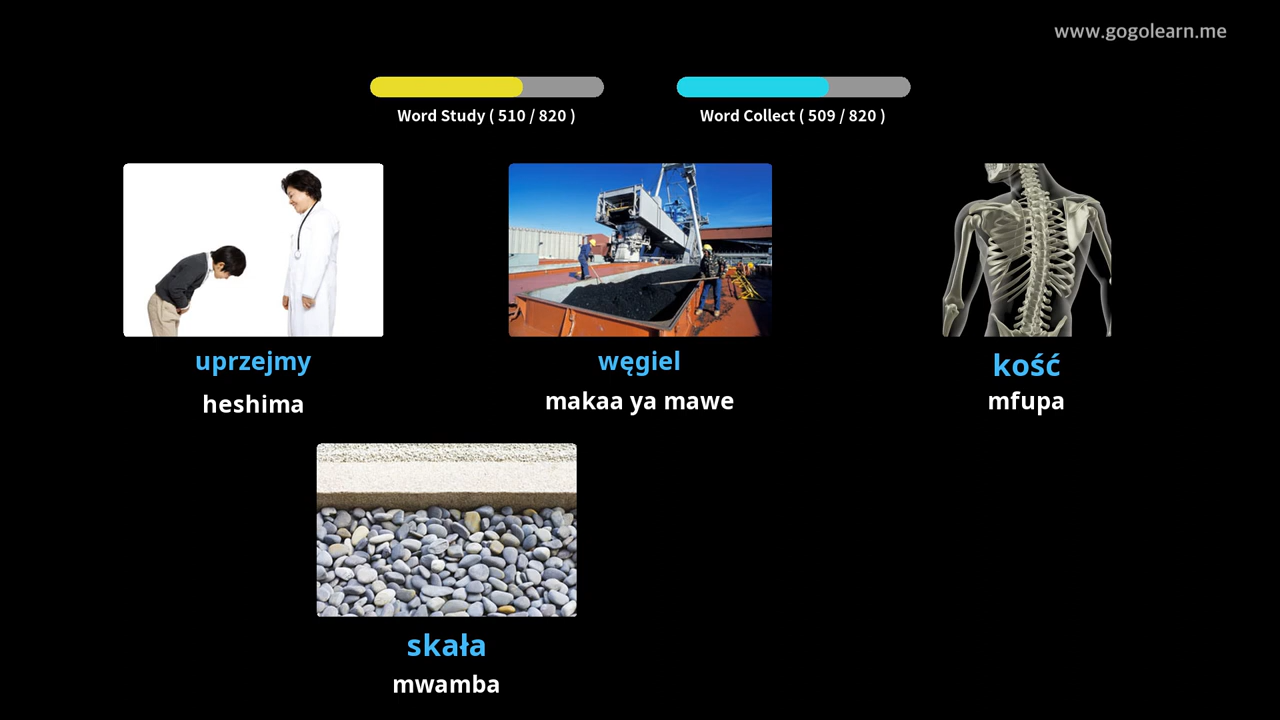 www.gogolearn.me
Word Study ( 510 / 820 )
Word Collect ( 509 / 820 )
uprzejmy
heshima
węgiel
makaa ya mawe
kość
mfupa
skała
mwamba